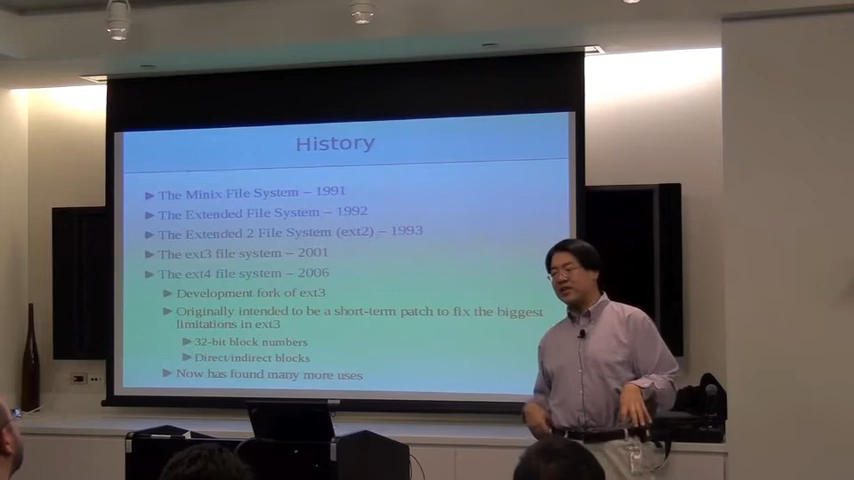 History
The Minix File System – 1991
The Extended File System – 1992
The Extended 2 File System (ext2) – 1993
The ext3 file system – 2001
The ext4 file system – 2006
Development fork of ext3
Originally intended to be a short-term patch to fix the biggest
limitations in ext3
32-bit block numbers
Direct/indirect blocks
Now has found many more uses